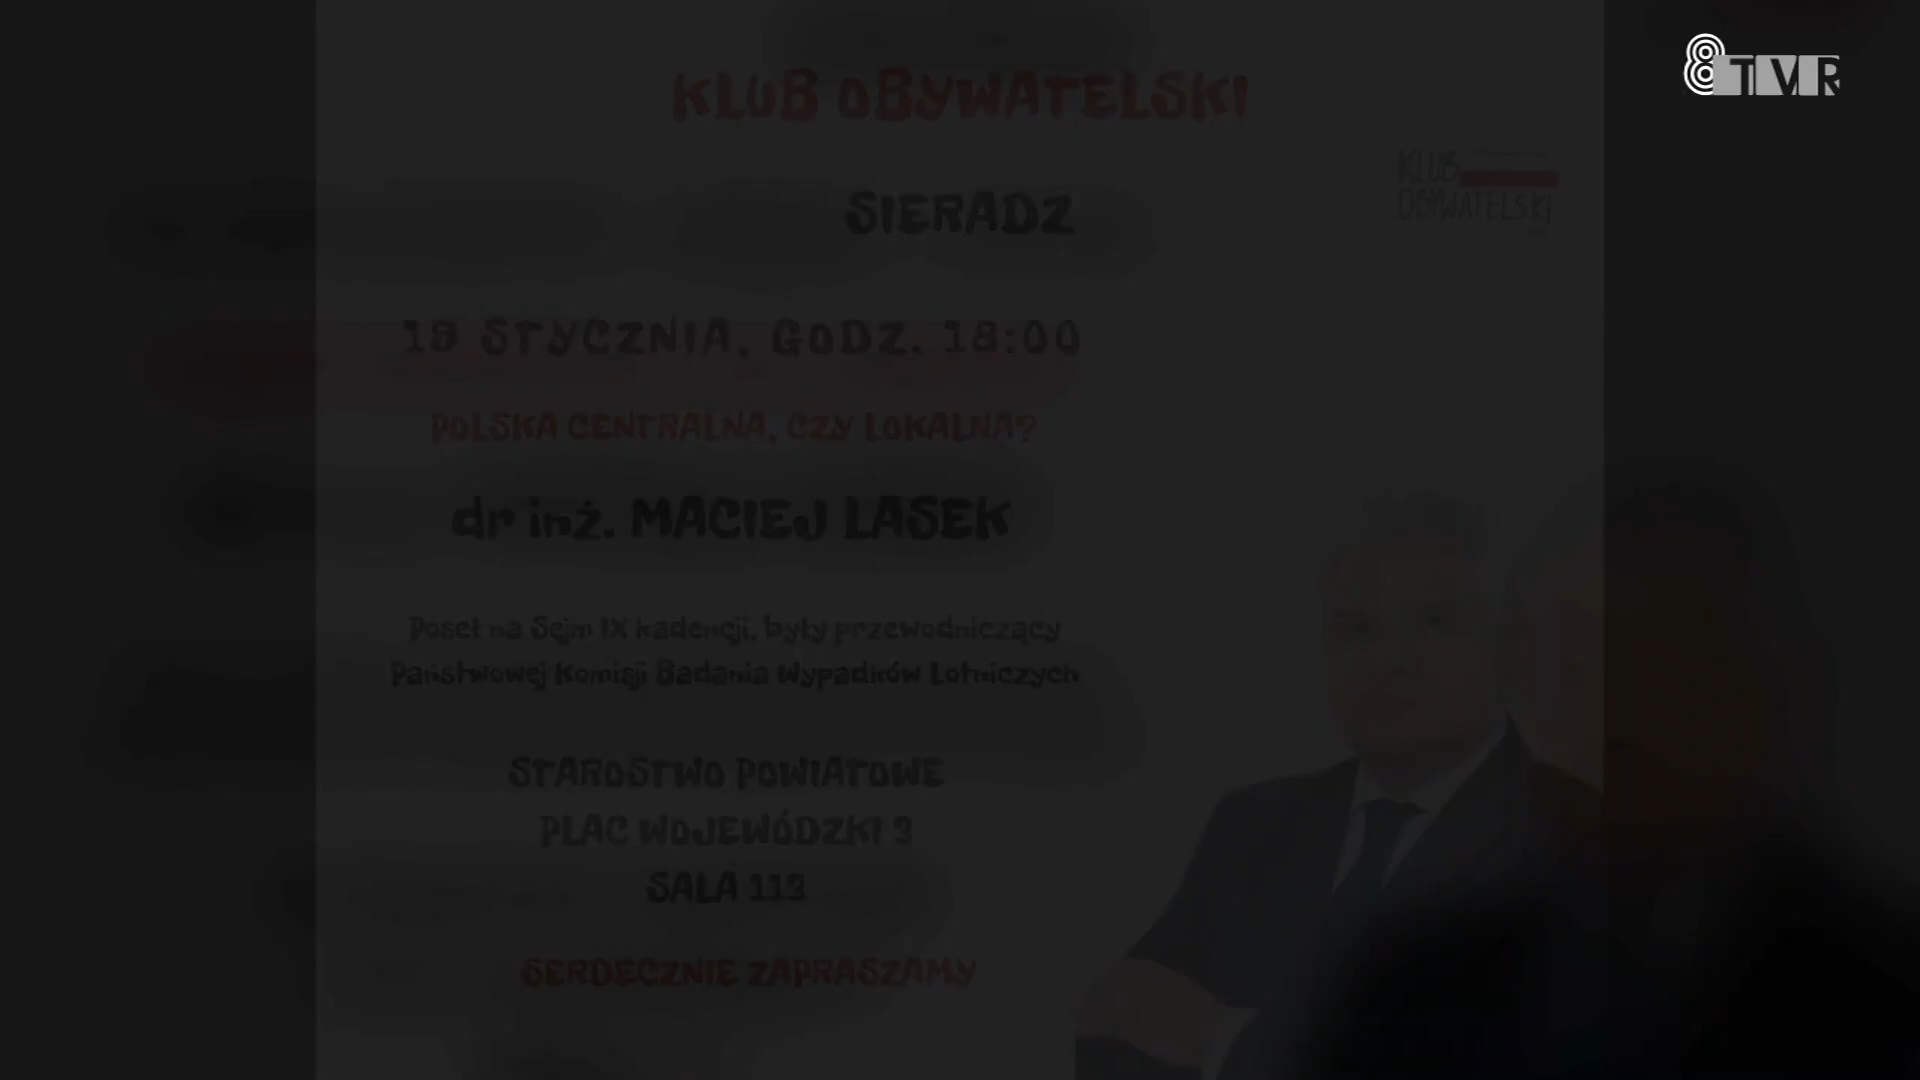 8TVR
KLUB OBYWATELSKI
KLUB
OBYWATELSKI
SIERADZ
19 STYCZNIA, GODZ. 18:00
POLSKA CENTRALNA, CZY LOKALNA?
dr inż. MACIEJ LASEK
Poseł na Sejm IX kadencji, były przewodniczący
Państwowej Komisji Badania Wypadków Lotniczych
STAROSTWO POWIATOWE
PLAC WOJEWÓDZKI 3
SALA 113
SERDECZNIE ZAPRASZAMY